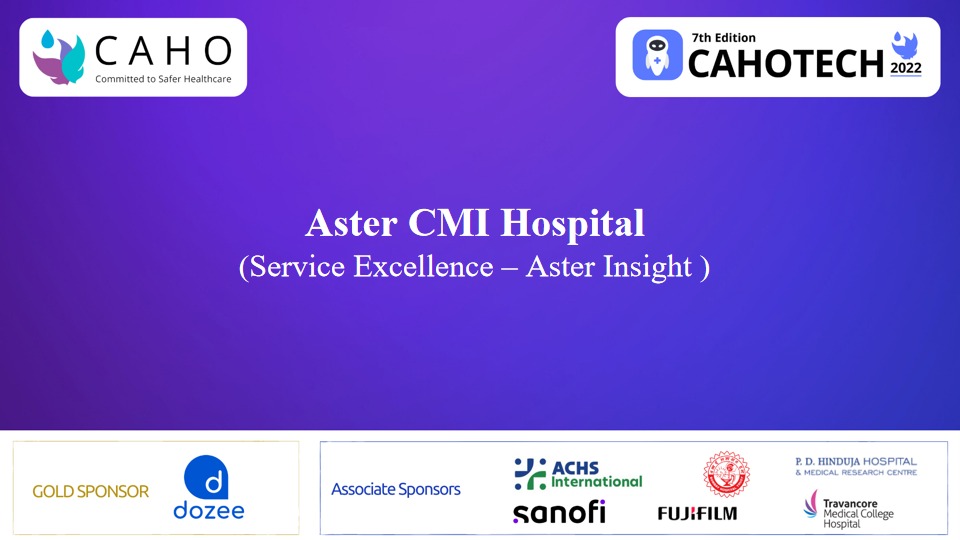 CAHO
Committed to Safer Healthcare
7th Edition
CAHOTECH
2022
Aster CMI Hospital
(Service Excellence – Aster Insight )
GOLD SPONSOR
d
dozee
Associate Sponsors
ACHS
International
sanofi
FUJIFILM
P. D. HINDUJA HOSPITAL
& MEDICAL RESEARCH CENTRE
Travancore
Medical College
Hospital